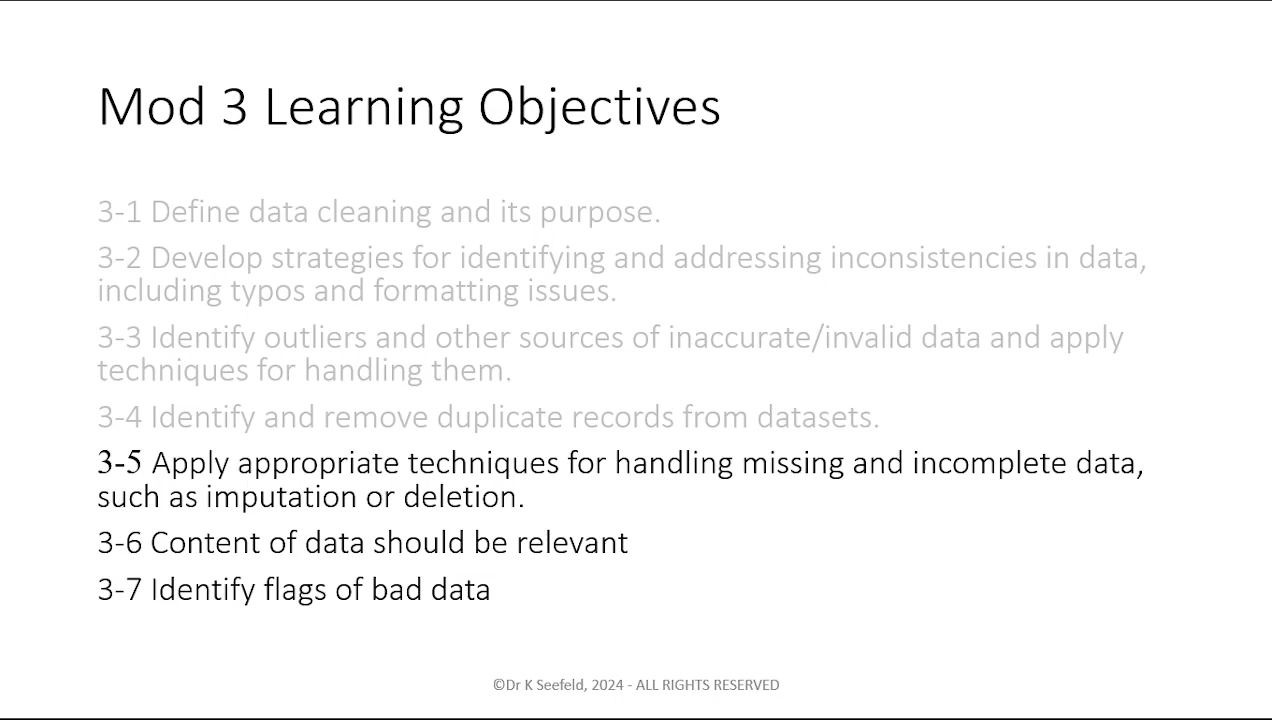 Mod 3 Learning Objectives
3-1 Define data cleaning and its purpose.
3-2 Develop strategies for identifying and addressing inconsistencies in data,
including typos and formatting issues.
3-3 Identify outliers and other sources of inaccurate/invalid data and apply
techniques for handling them.
3-4 Identify and remove duplicate records from datasets.
3-5 Apply appropriate techniques for handling missing and incomplete data,
such as imputation or deletion.
3-6 Content of data should be relevant
3-7 Identify flags of bad data
©Dr K Seefeld, 2024 - ALL RIGHTS RESERVED